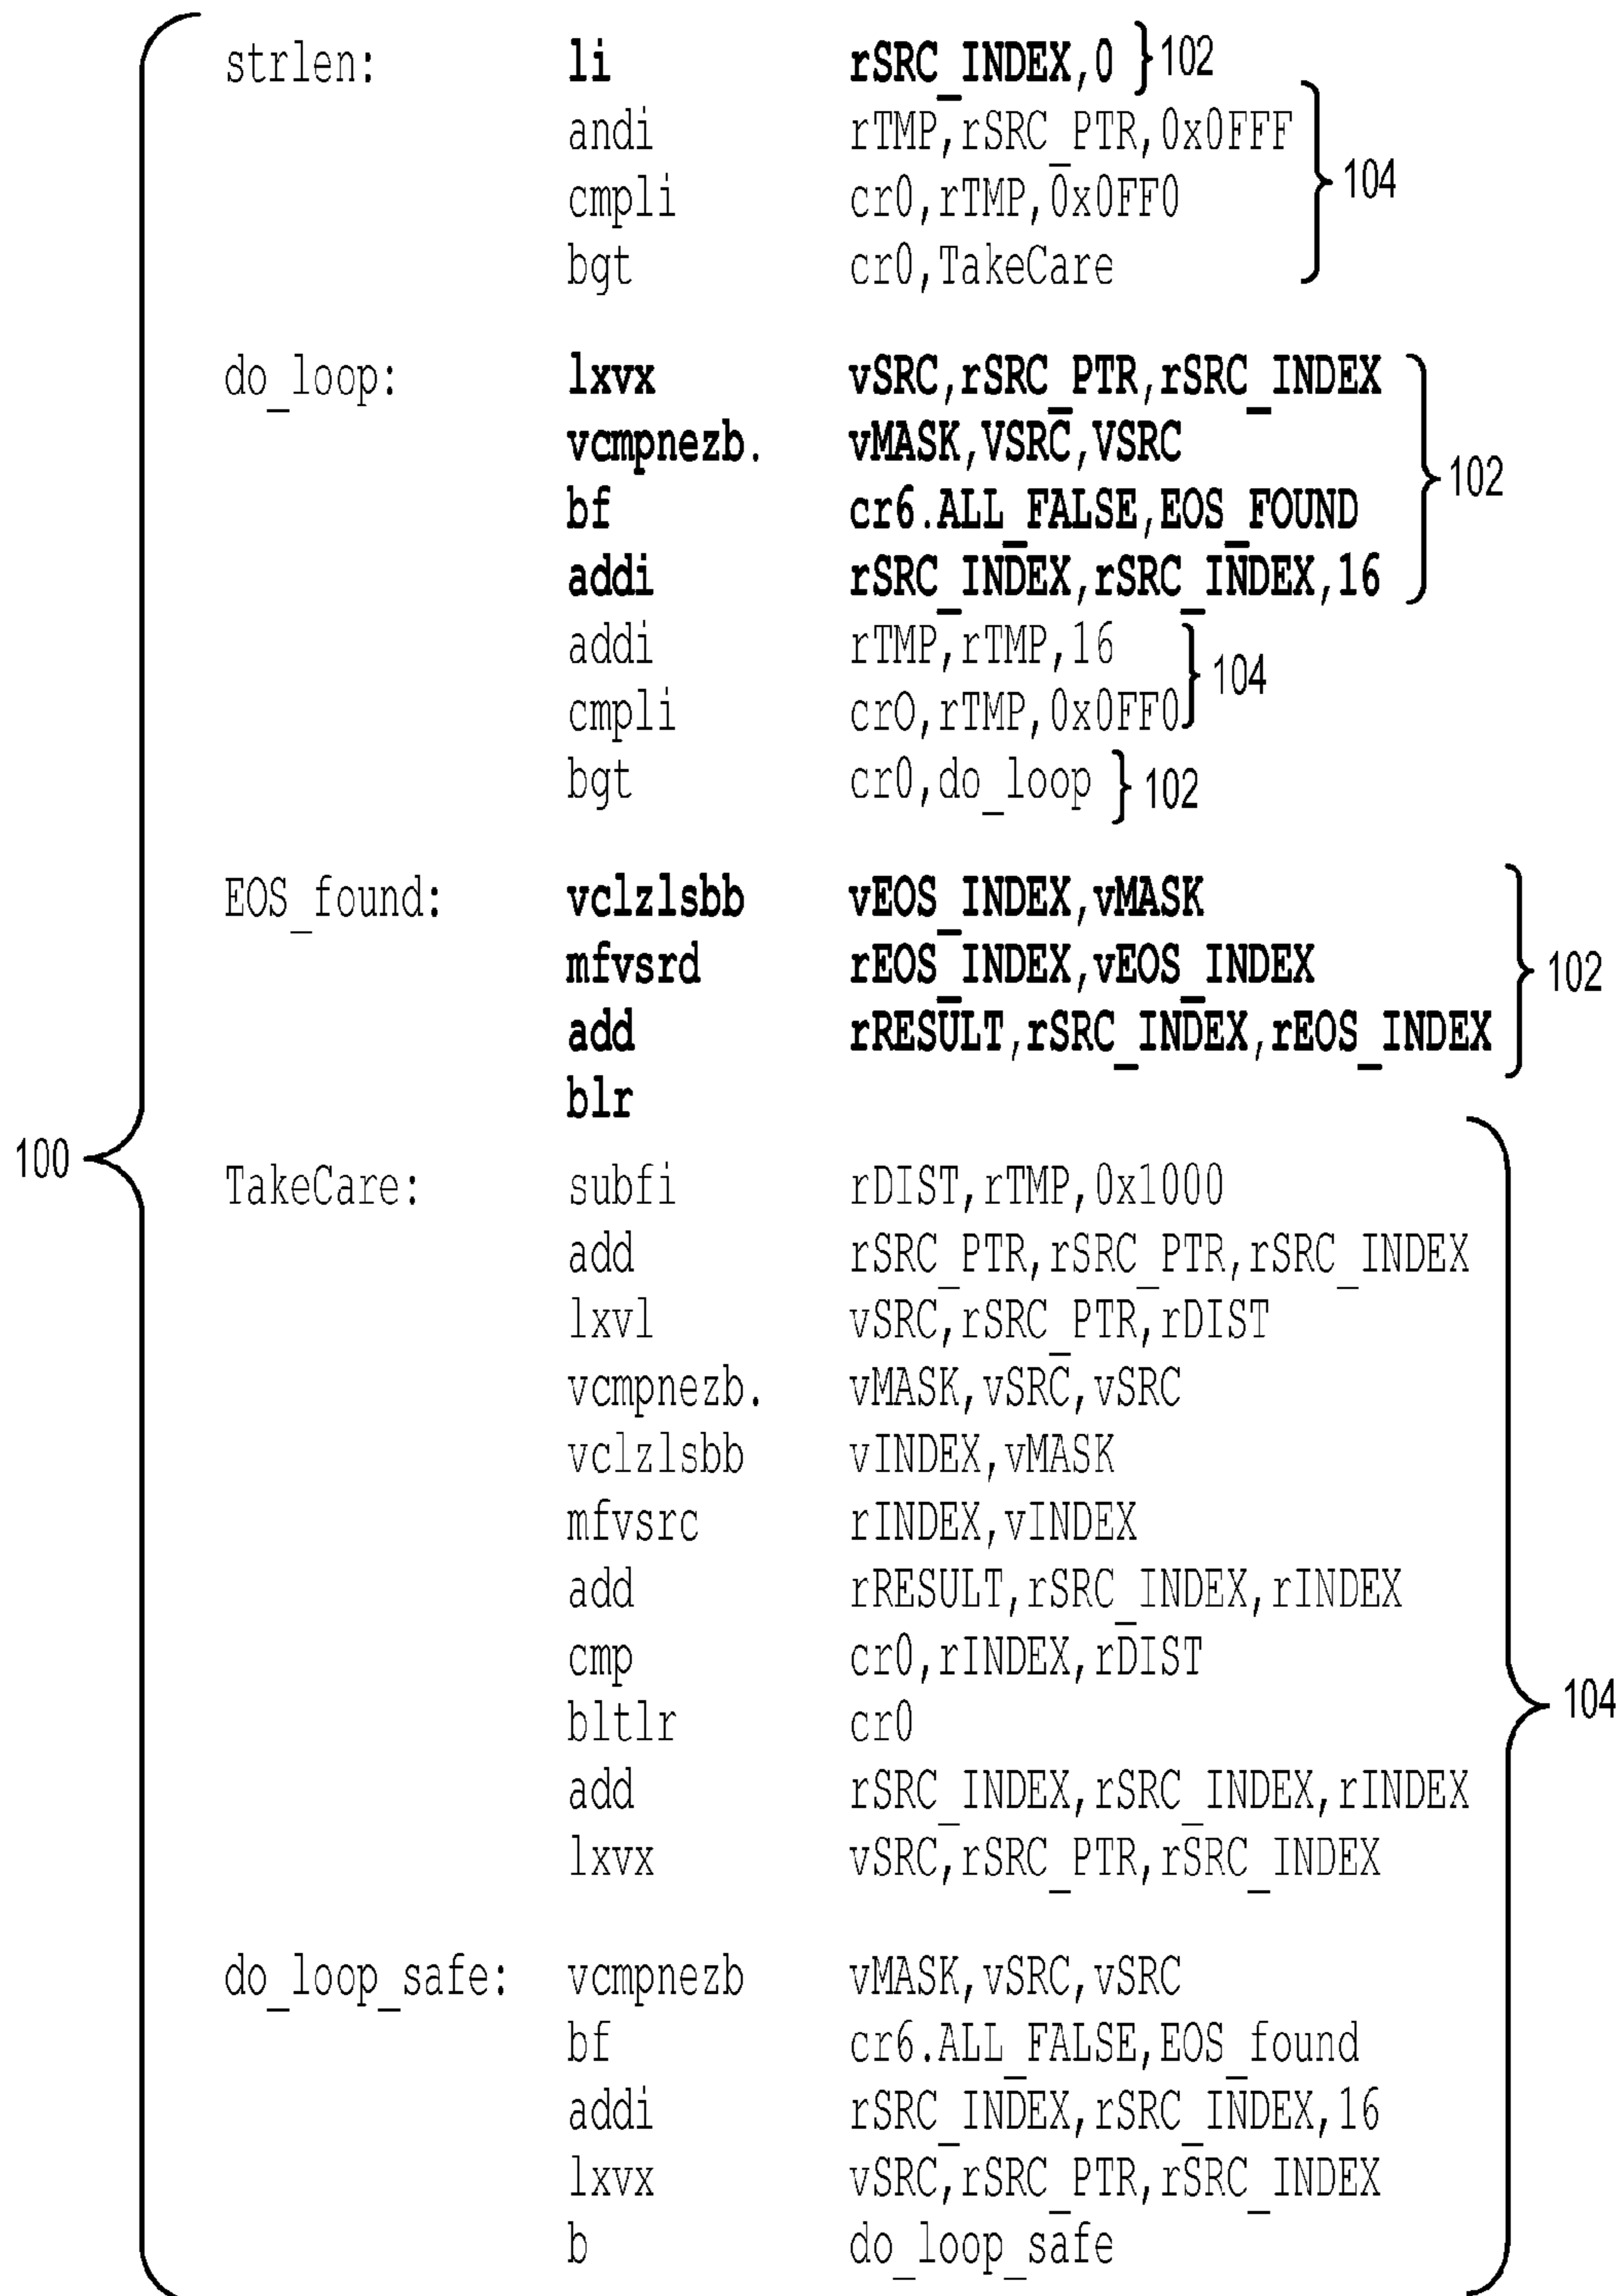 strlen: li rSRC_INDEX,0 }102
andi rTMP,rSRC_PTR,0x0FFF
cmpli cr0,rTMP,0x0FF0 104
bgt cr0,TakeCare
do_loop: lxvx vSRC,rSRC_PTR,rSRC_INDEX
vcmpnezb. vMASK,VSRC,VSRC
102
bf cr6.ALL_FALSE,EOS_FOUND
addi rSRC_INDEX,rSRC_INDEX,16
addi rTMP,rTMP,16
104
cmpli crO,rTMP,0x0FF0
bgt cr0,do_loop } 102
EOS_found: vclzlsbb vEOS_INDEX,vMASK
mfvsrd rEOS_INDEX,vEOS_INDEX 102
add rRESULT,rSRC_INDEX,rEOS_INDEX
blr
100
TakeCare: subfi rDIST,rTMP,0x1000
add rSRC_PTR,rSRC_PTR,rSRC_INDEX
lxvl vSRC,rSRC_PTR,rDIST
vcmpnezb. vMASK,vSRC,vSRC
vclzlsbb vINDEX,vMASK
mfvsrc rINDEX,vINDEX
add rRESULT,rSRC_INDEX,rINDEX
cmp cr0,rINDEX,rDIST
104
bltlr cr0
add rSRC_INDEX,rSRC_INDEX,rINDEX
lxvx vSRC,rSRC_PTR,rSRC_INDEX
do_loop_safe: vcmpnezb vMASK,vSRC,vSRC
bf cr6.ALL_FALSE,EOS_found
addi rSRC_INDEX,rSRC_INDEX,16
lxvx vSRC,rSRC_PTR,rSRC_INDEX
b do_loop_safe